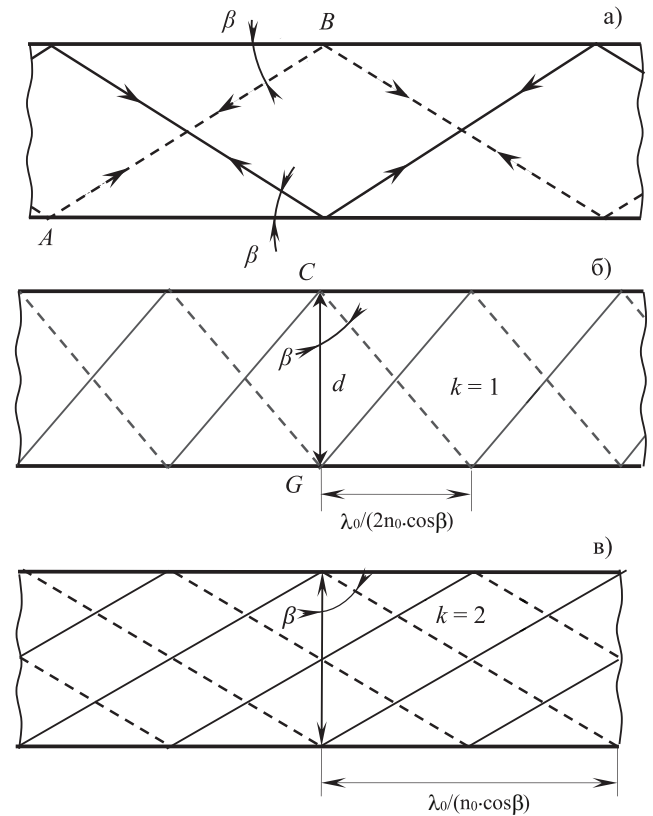 а)
β
B
A
β
б)
C
β
d
k = 1
G
λ₀/(2n₀·cosβ)
в)
β
k = 2
λ₀/(n₀·cosβ)